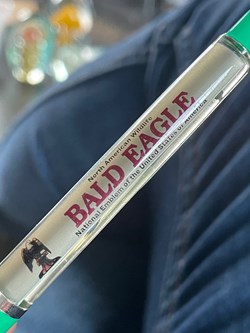 North American Wildlife
BALD EAGLE
National Emblem of the United States of America